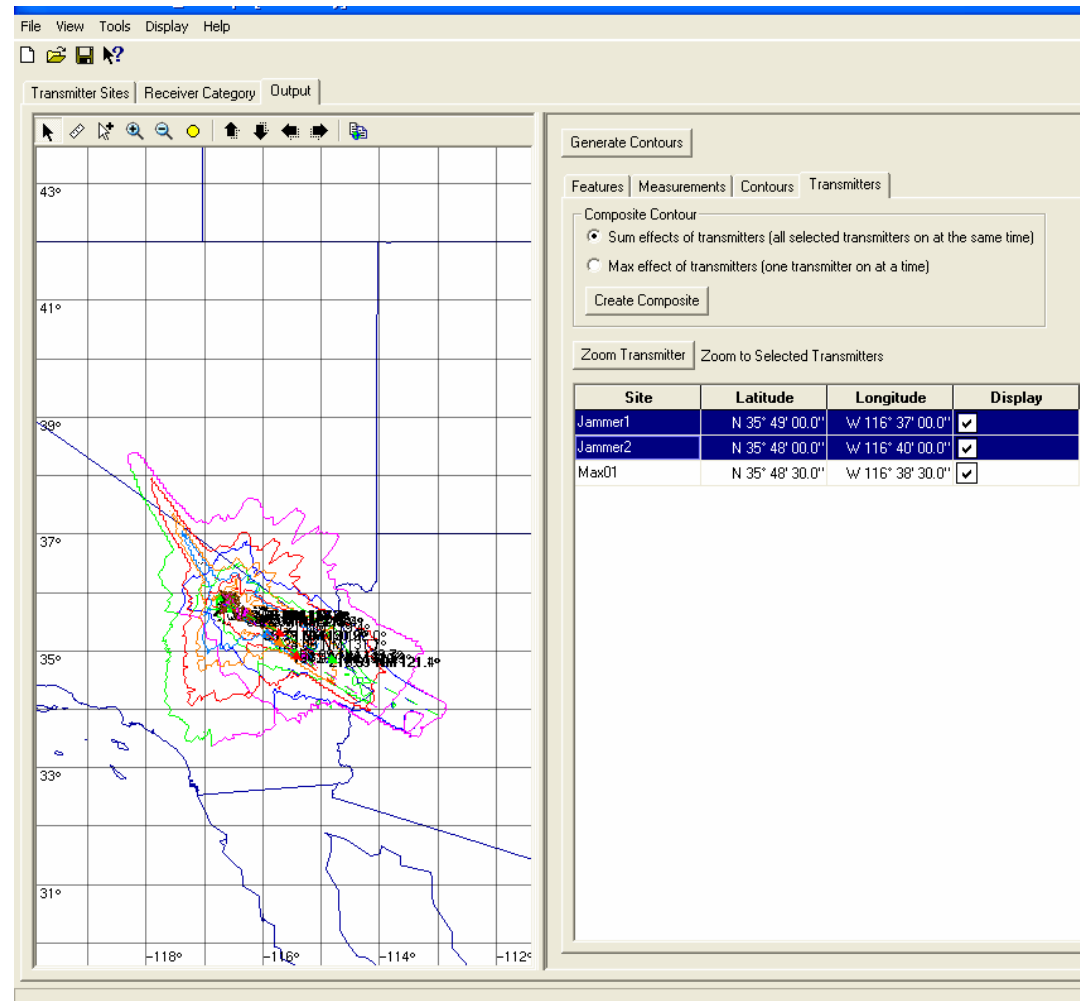 File View Tools Display Help
Transmitter Sites Receiver Category Output
Generate Contours
Features Measurements Contours Transmitters
Composite Contour
Sum effects of transmitters (all selected transmitters on at the same time)
Max effect of transmitters (one transmitter on at a time)
Create Composite
Zoom Transmitter Zoom to Selected Transmitters
Site Latitude Longitude Display
Jammer1 N 35° 49' 00.0" W 116° 37' 00.0"
Jammer2 N 35° 48' 00.0" W 116° 40' 00.0"
Max01 N 35° 48' 30.0" W 116° 38' 30.0"
43°
41°
39°
37°
35°
33°
31°
-118° -116° -114° -112°